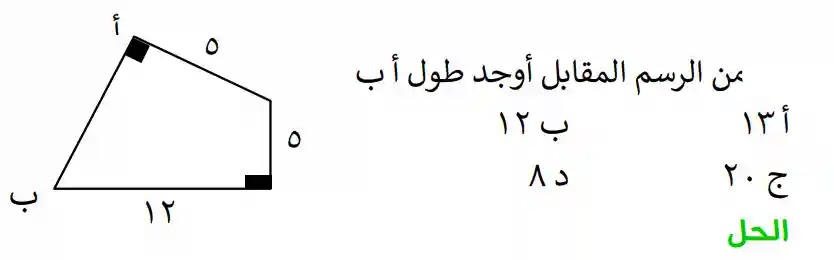 من الرسم المقابل أوجد طول أ ب
أ ١٣ ب ١٢
ج ٢٠ د ٨
الحل
أ
٥
٥
ب
١٢